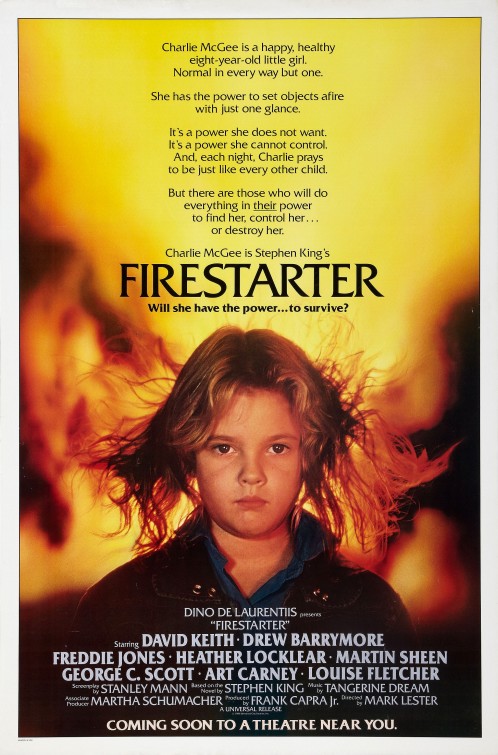 Charlie McGee is a happy, healthy
eight-year-old little girl.
Normal in every way but one.
She has the power to set objects afire
with just one glance.
It's a power she does not want.
It's a power she cannot control.
And, each night, Charlie prays
to be just like every other child.
But there are those who will do
everything in their power
to find her, control her...
or destroy her.
Charlie McGee is Stephen King's
FIRESTARTER
Will she have the power...to survive?
DINO DE LAURENTIIS presents
"FIRESTARTER"
Starring DAVID KEITH · DREW BARRYMORE
FREDDIE JONES · HEATHER LOCKLEAR · MARTIN SHEEN
GEORGE C. SCOTT · ART CARNEY · LOUISE FLETCHER
Screenplay by STANLEY MANN Based on the Novel by STEPHEN KING Music by TANGERINE DREAM
Associate Producer MARTHA SCHUMACHER Produced by FRANK CAPRA Jr. Directed by MARK LESTER
A UNIVERSAL RELEASE
COMING SOON TO A THEATRE NEAR YOU.